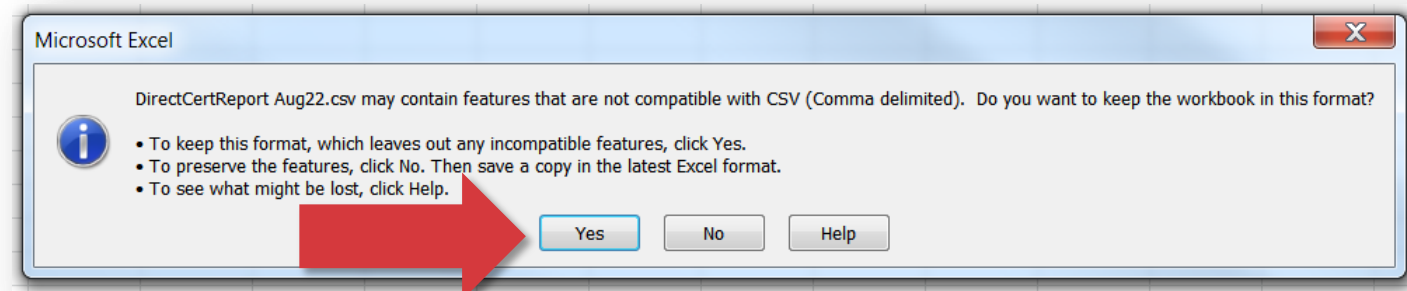 Microsoft Excel
X
DirectCertReport Aug22.csv may contain features that are not compatible with CSV (Comma delimited).  Do you want to keep the workbook in this format?
• To keep this format, which leaves out any incompatible features, click Yes.
• To preserve the features, click No. Then save a copy in the latest Excel format.
• To see what might be lost, click Help.
Yes No Help